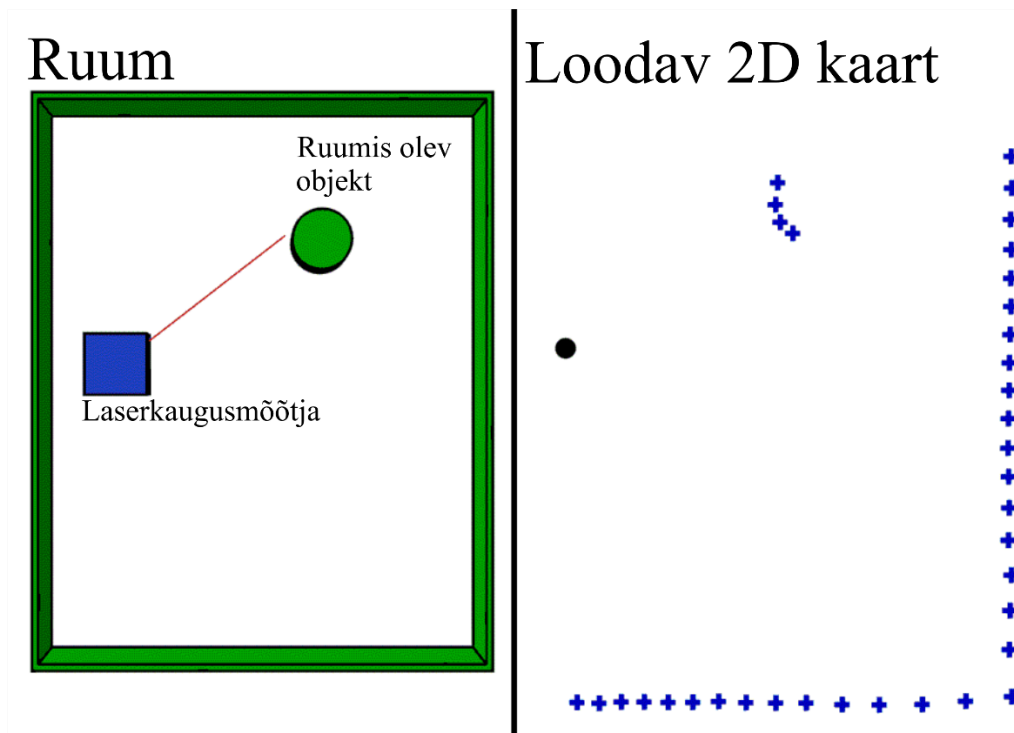 Ruum
Ruumis olev
objekt
Laserkaugusmõõtja
Loodav 2D kaart